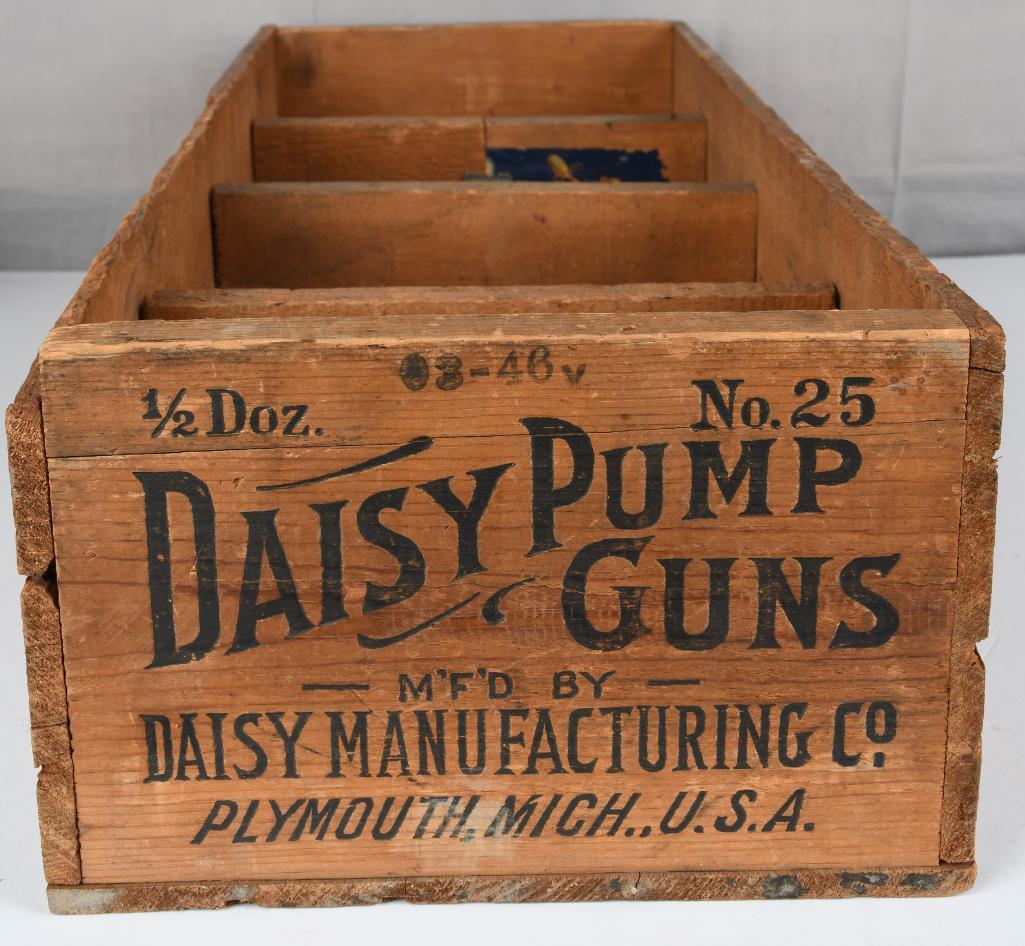 03-46
½ Doz. No. 25
DAISY PUMP
GUNS
M'F'D BY
DAISY MANUFACTURING Co.
PLYMOUTH, MICH., U.S.A.